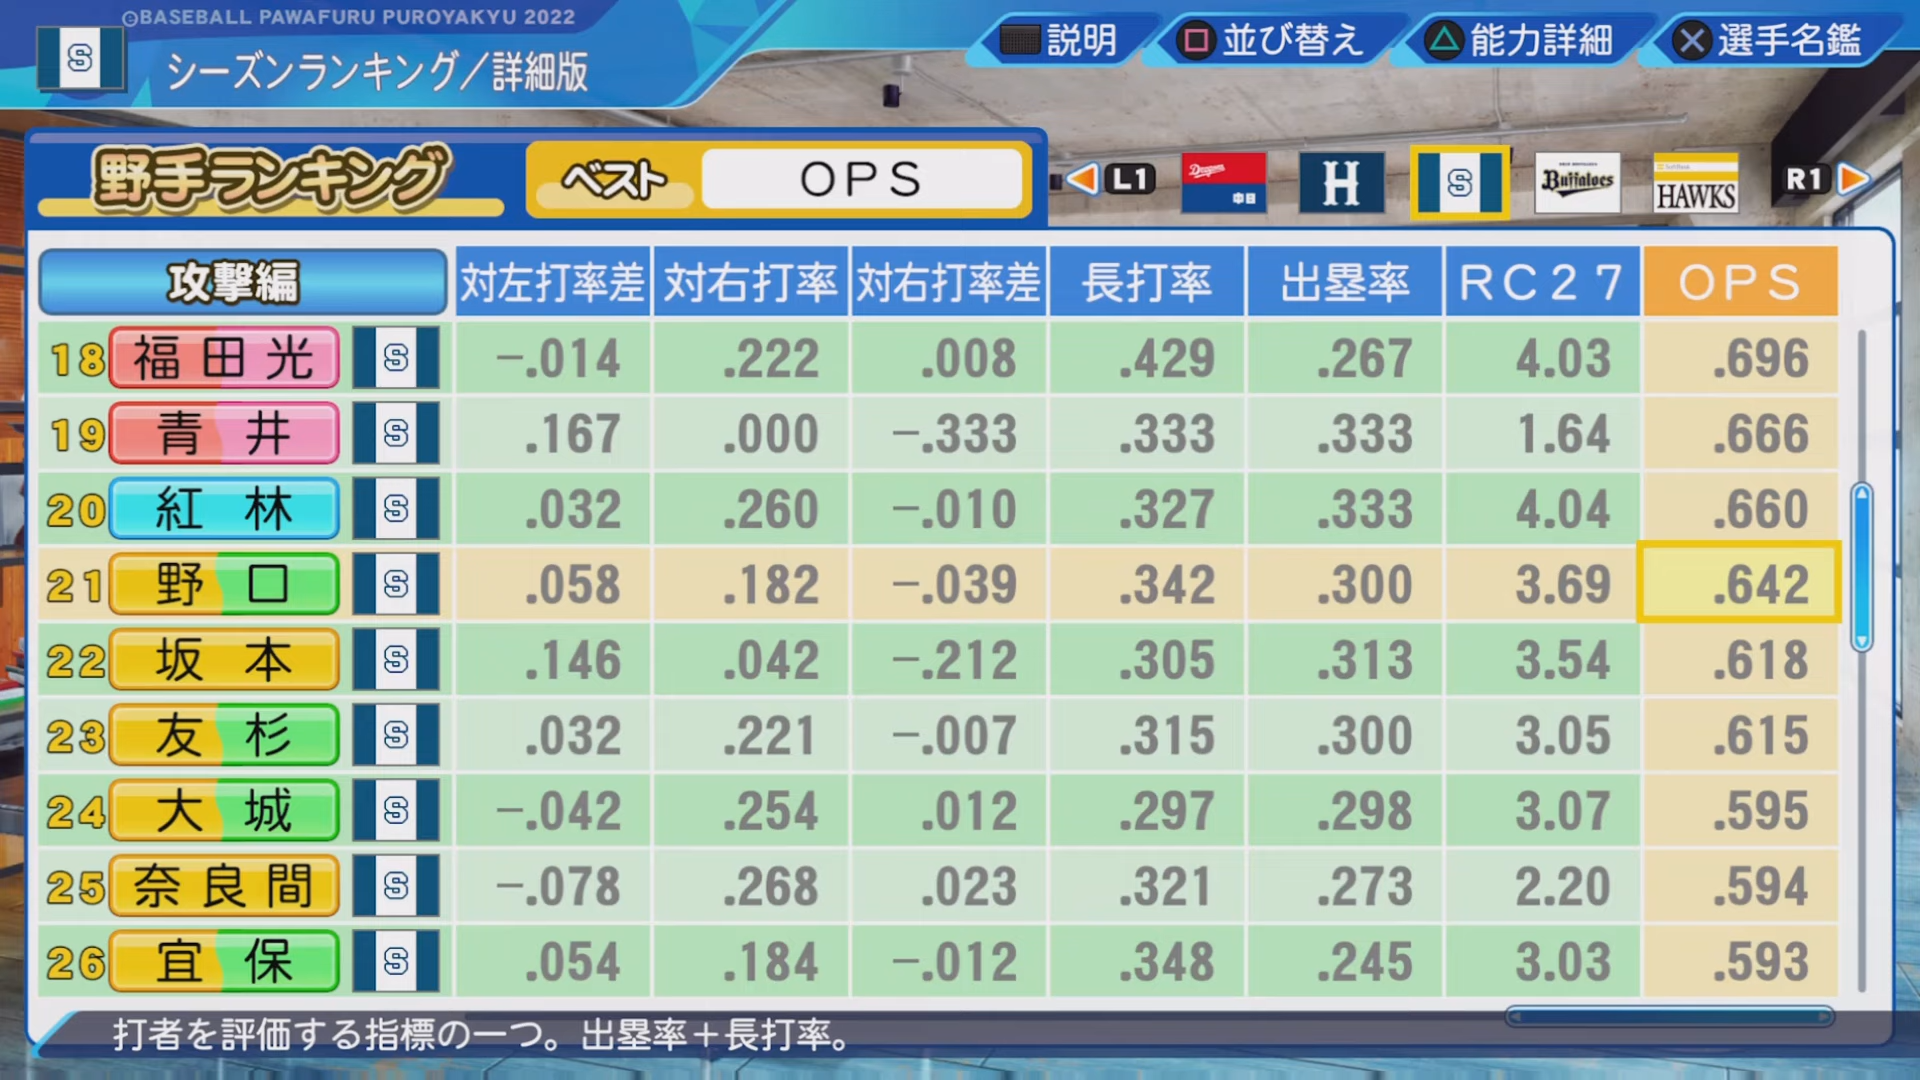 ©BASEBALL PAWAFURU PUROYAKYU 2022
S シーズンランキング/詳細版
説明 並び替え 能力詳細 選手名鑑
野手ランキング ベスト OPS
L1 Dragons 中日 H S Buffaloes SoftBank HAWKS R1
攻撃編 対左打率差 対右打率 対右打率差 長打率 出塁率 RC27 OPS
18 福田光 S -.014 .222 .008 .429 .267 4.03 .696
19 青井 S .167 .000 -.333 .333 .333 1.64 .666
20 紅林 S .032 .260 -.010 .327 .333 4.04 .660
21 野口 S .058 .182 -.039 .342 .300 3.69 .642
22 坂本 S .146 .042 -.212 .305 .313 3.54 .618
23 友杉 S .032 .221 -.007 .315 .300 3.05 .615
24 大城 S -.042 .254 .012 .297 .298 3.07 .595
25 奈良間 S -.078 .268 .023 .321 .273 2.20 .594
26 宜保 S .054 .184 -.012 .348 .245 3.03 .593
打者を評価する指標の一つ。出塁率+長打率。